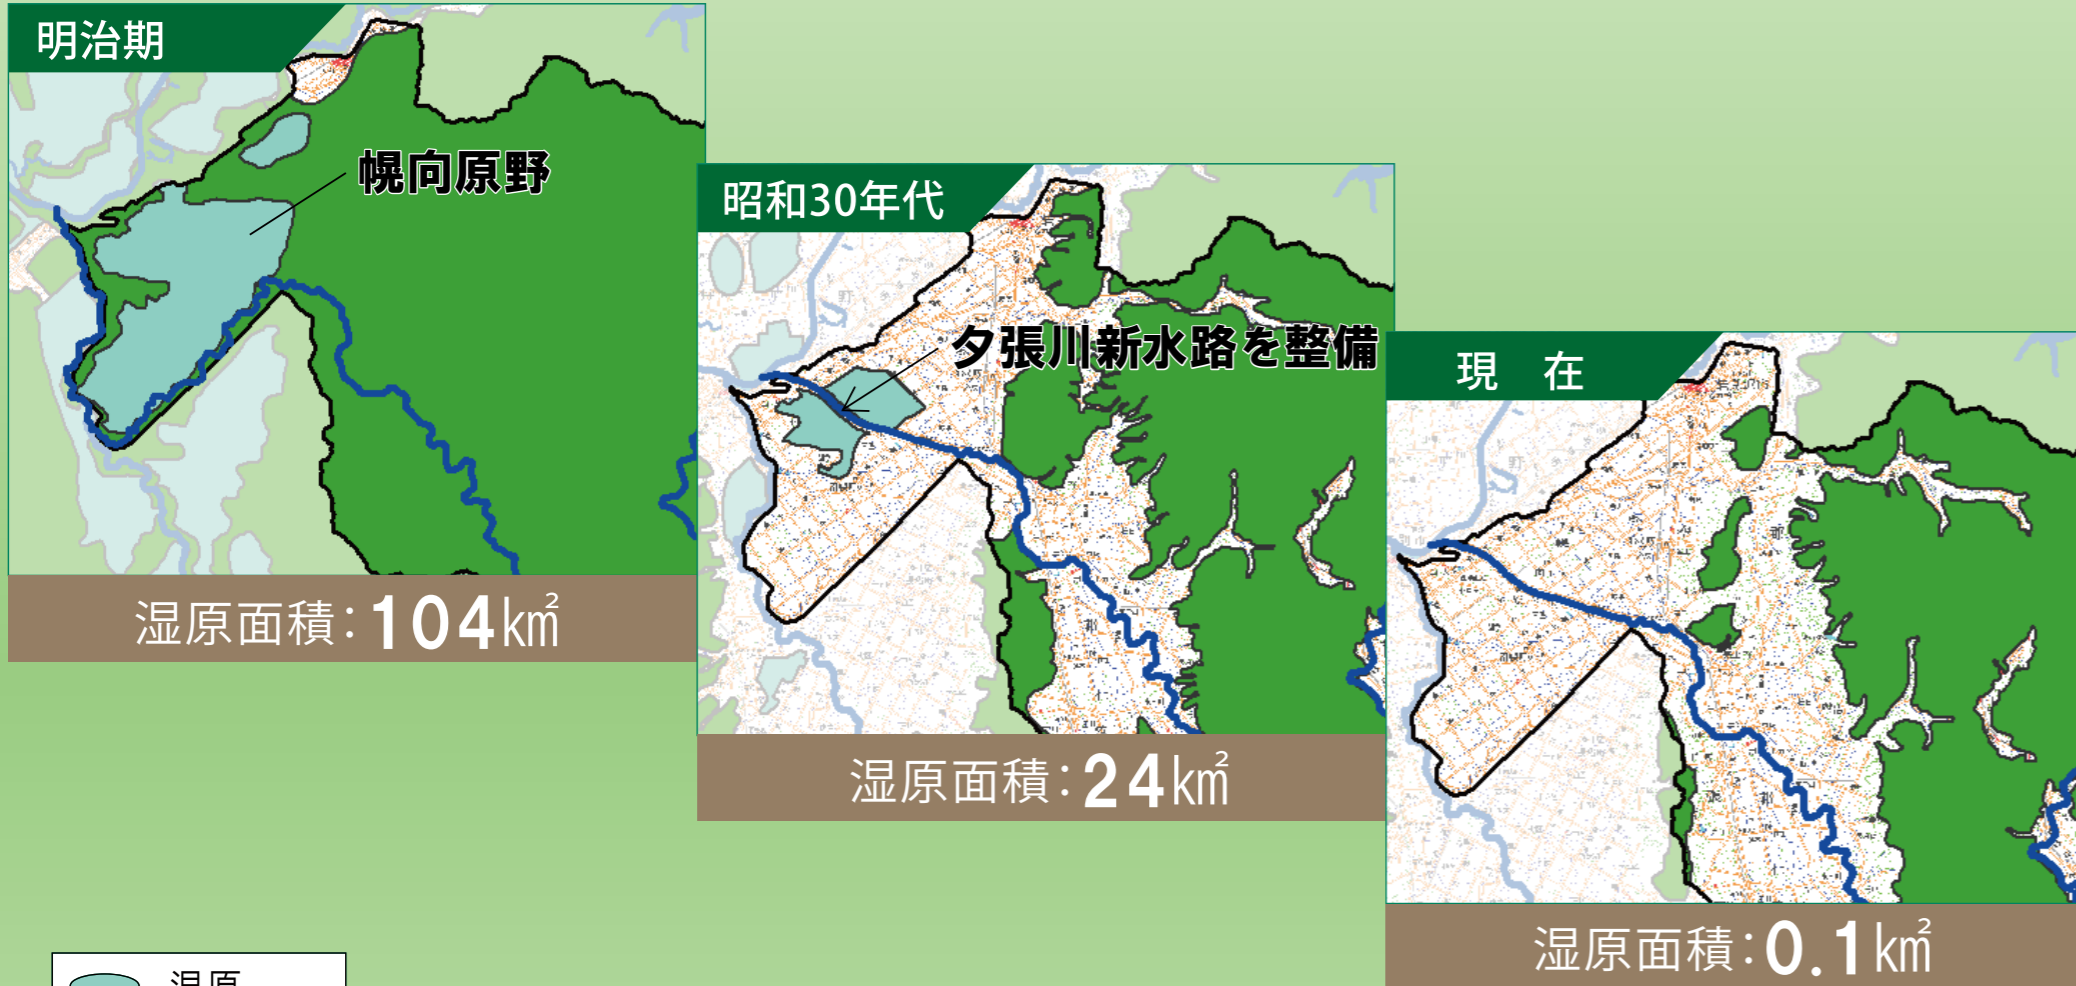 明治期
幌向原野
湿原面積：104km²
昭和30年代
夕張川新水路を整備
湿原面積：24km²
現　在
湿原面積：0.1km²
湿原